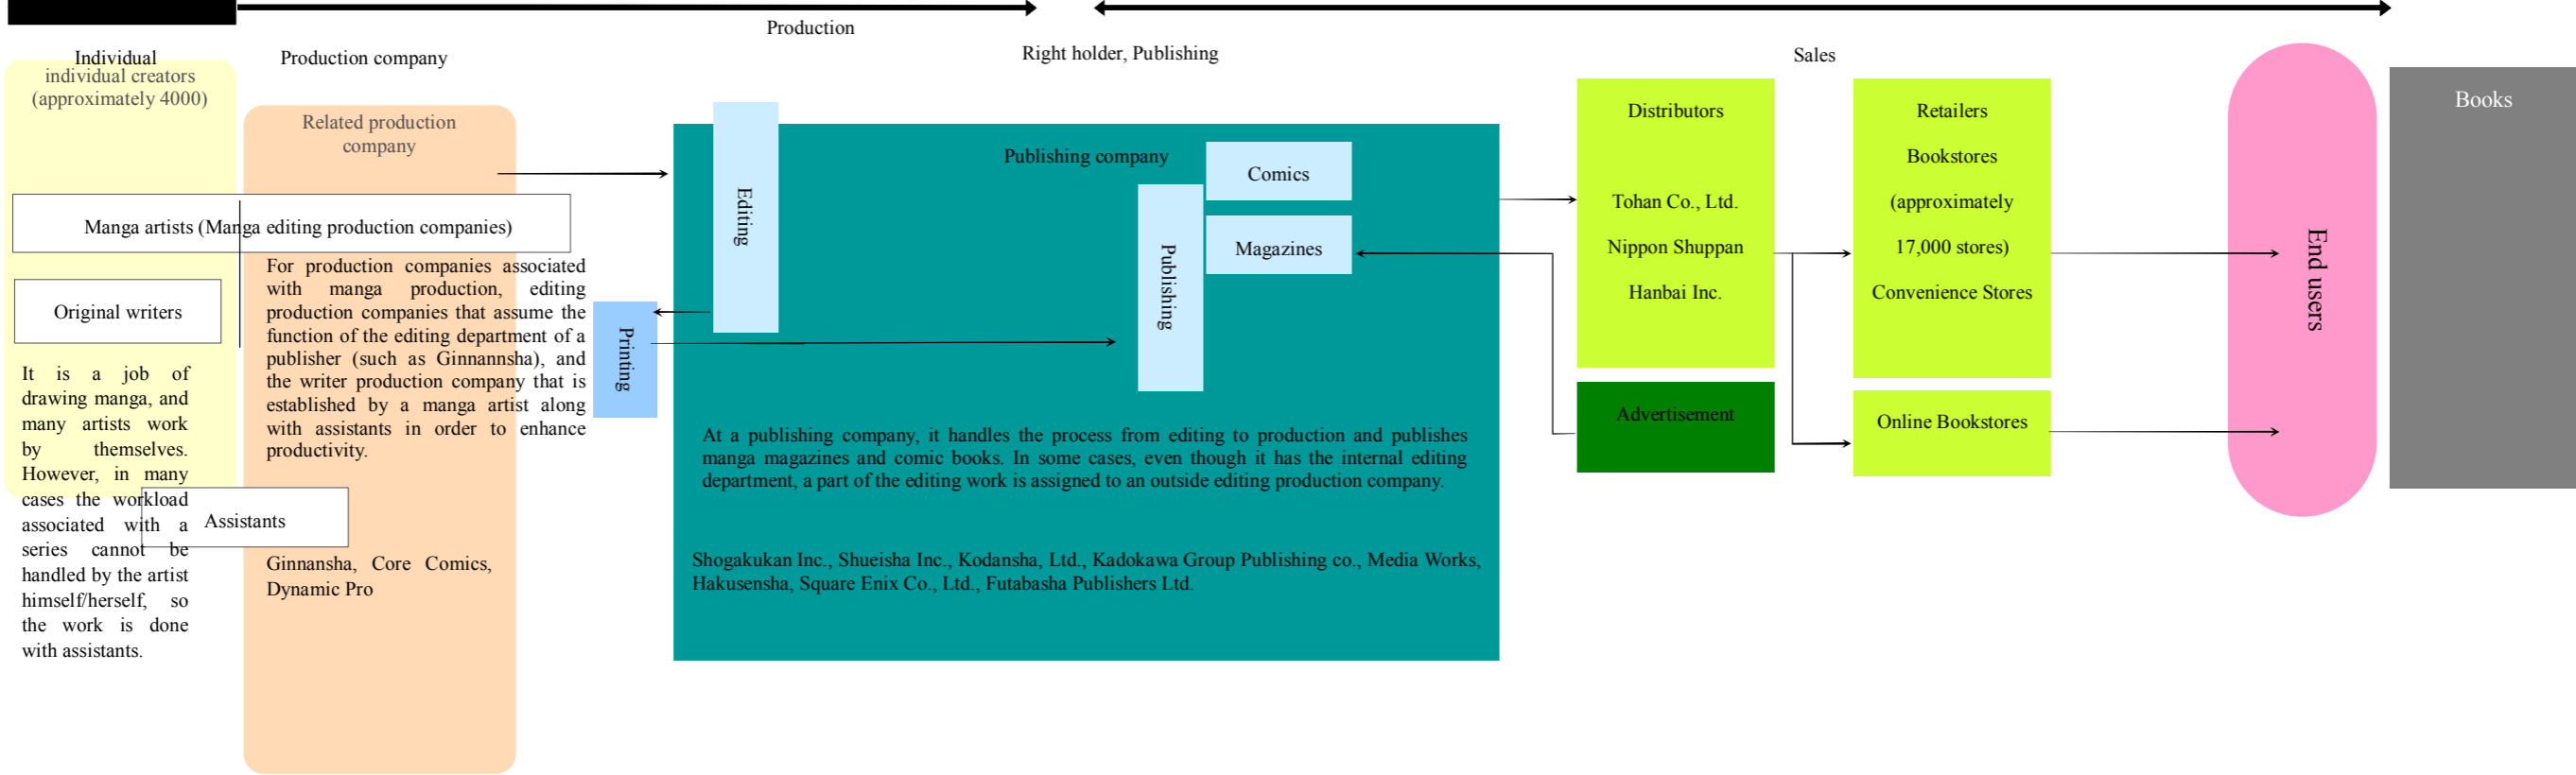 Production
Individual
Production company
Right holder, Publishing
Sales
individual creators
(approximately 4000)
Manga artists (Manga editing production companies)
Original writers
It is a job of
drawing manga, and
many artists work
by themselves.
However, in many
cases the workload
associated with a
series cannot be
handled by the artist
himself/herself, so
the work is done
with assistants.
Assistants
Related production
company
For production companies associated
with manga production, editing
production companies that assume the
function of the editing department of a
publisher (such as Ginnannsha), and
the writer production company that is
established by a manga artist along
with assistants in order to enhance
productivity.
Ginnansha, Core Comics,
Dynamic Pro
Printing
Editing
Publishing company
Publishing
Comics
Magazines
At a publishing company, it handles the process from editing to production and publishes
manga magazines and comic books. In some cases, even though it has the internal editing
department, a part of the editing work is assigned to an outside editing production company.
Shogakukan Inc., Shueisha Inc., Kodansha, Ltd., Kadokawa Group Publishing co., Media Works,
Hakusensha, Square Enix Co., Ltd., Futabasha Publishers Ltd.
Distributors
Tohan Co., Ltd.
Nippon Shuppan
Hanbai Inc.
Advertisement
Retailers
Bookstores
(approximately
17,000 stores)
Convenience Stores
Online Bookstores
End users
Books